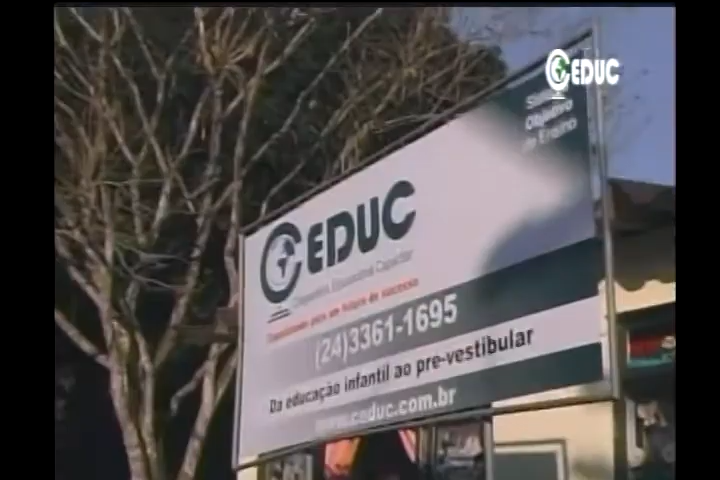 CEDUC
Sistema
Objetivo
de Ensino
CEDUC
(24)3361-1695
Da educação infantil ao pre-vestibular
www.ceduc.com.br